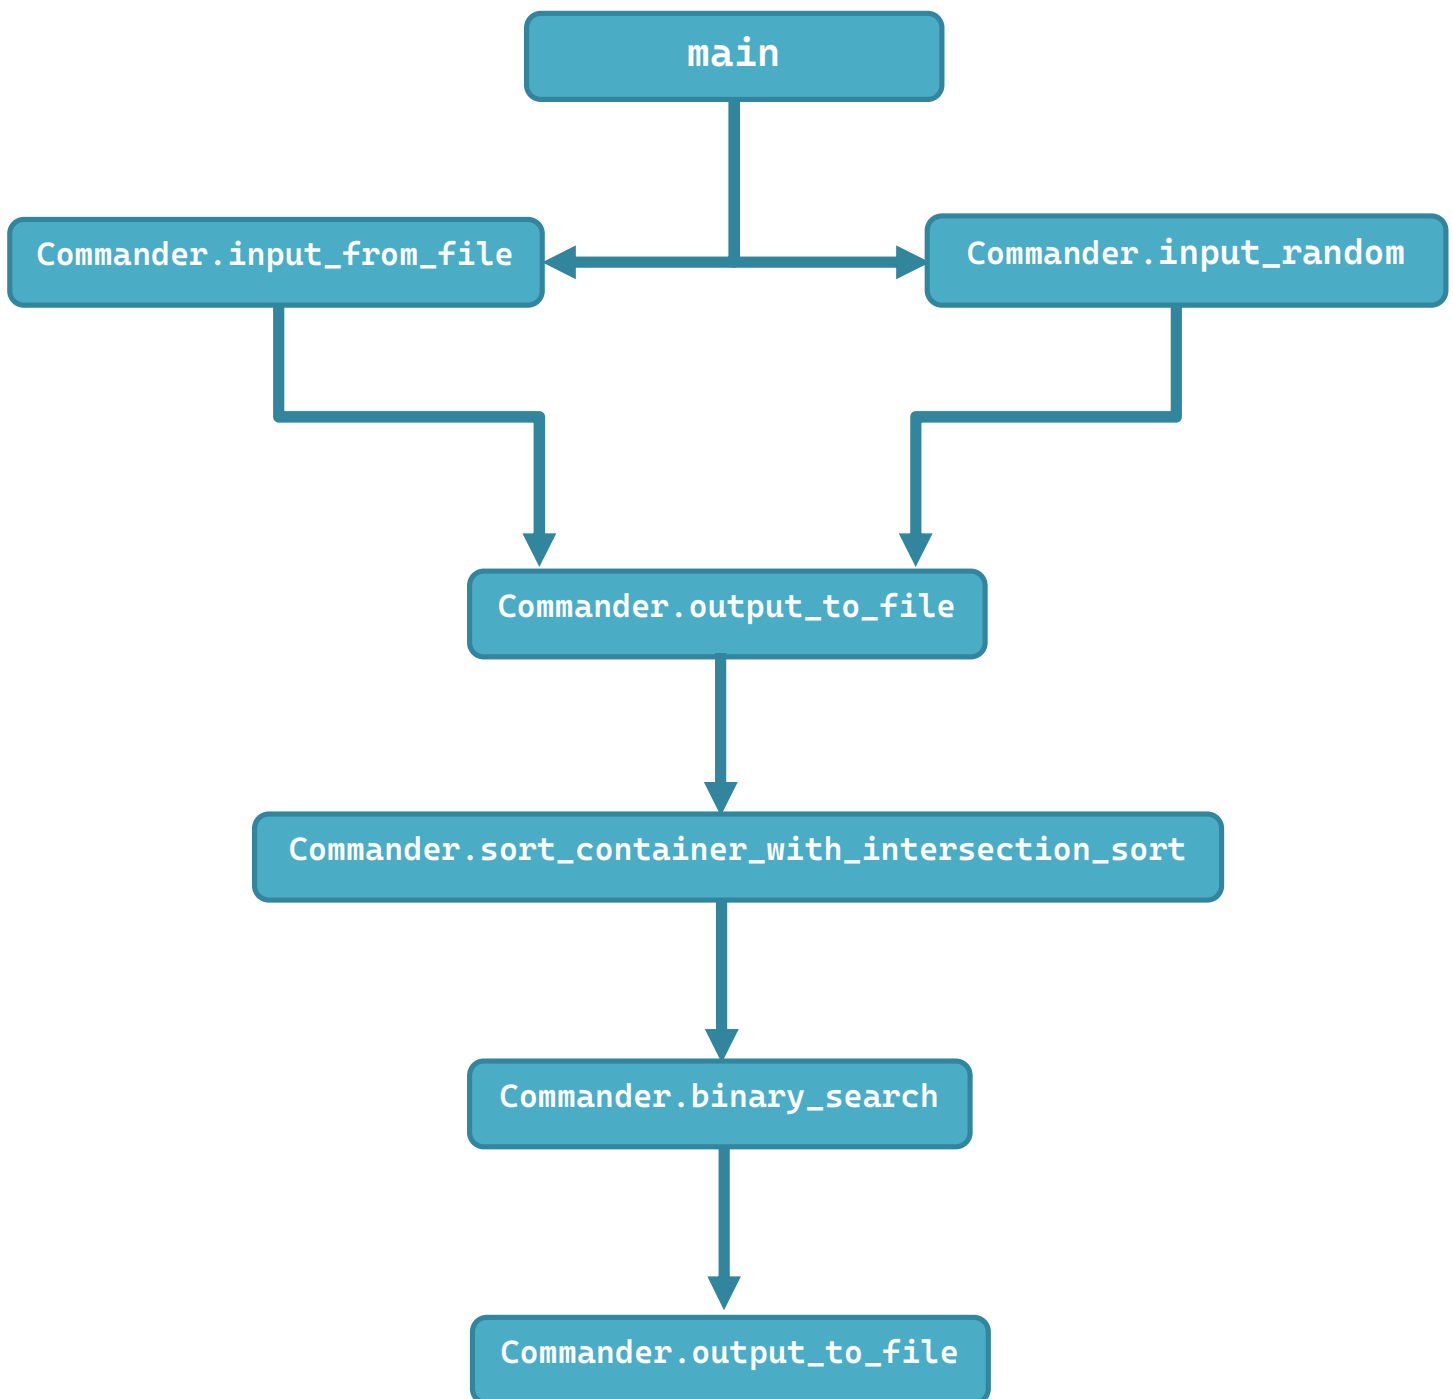 main
Commander.input_from_file
Commander.input_random
Commander.output_to_file
Commander.sort_container_with_intersection_sort
Commander.binary_search
Commander.output_to_file